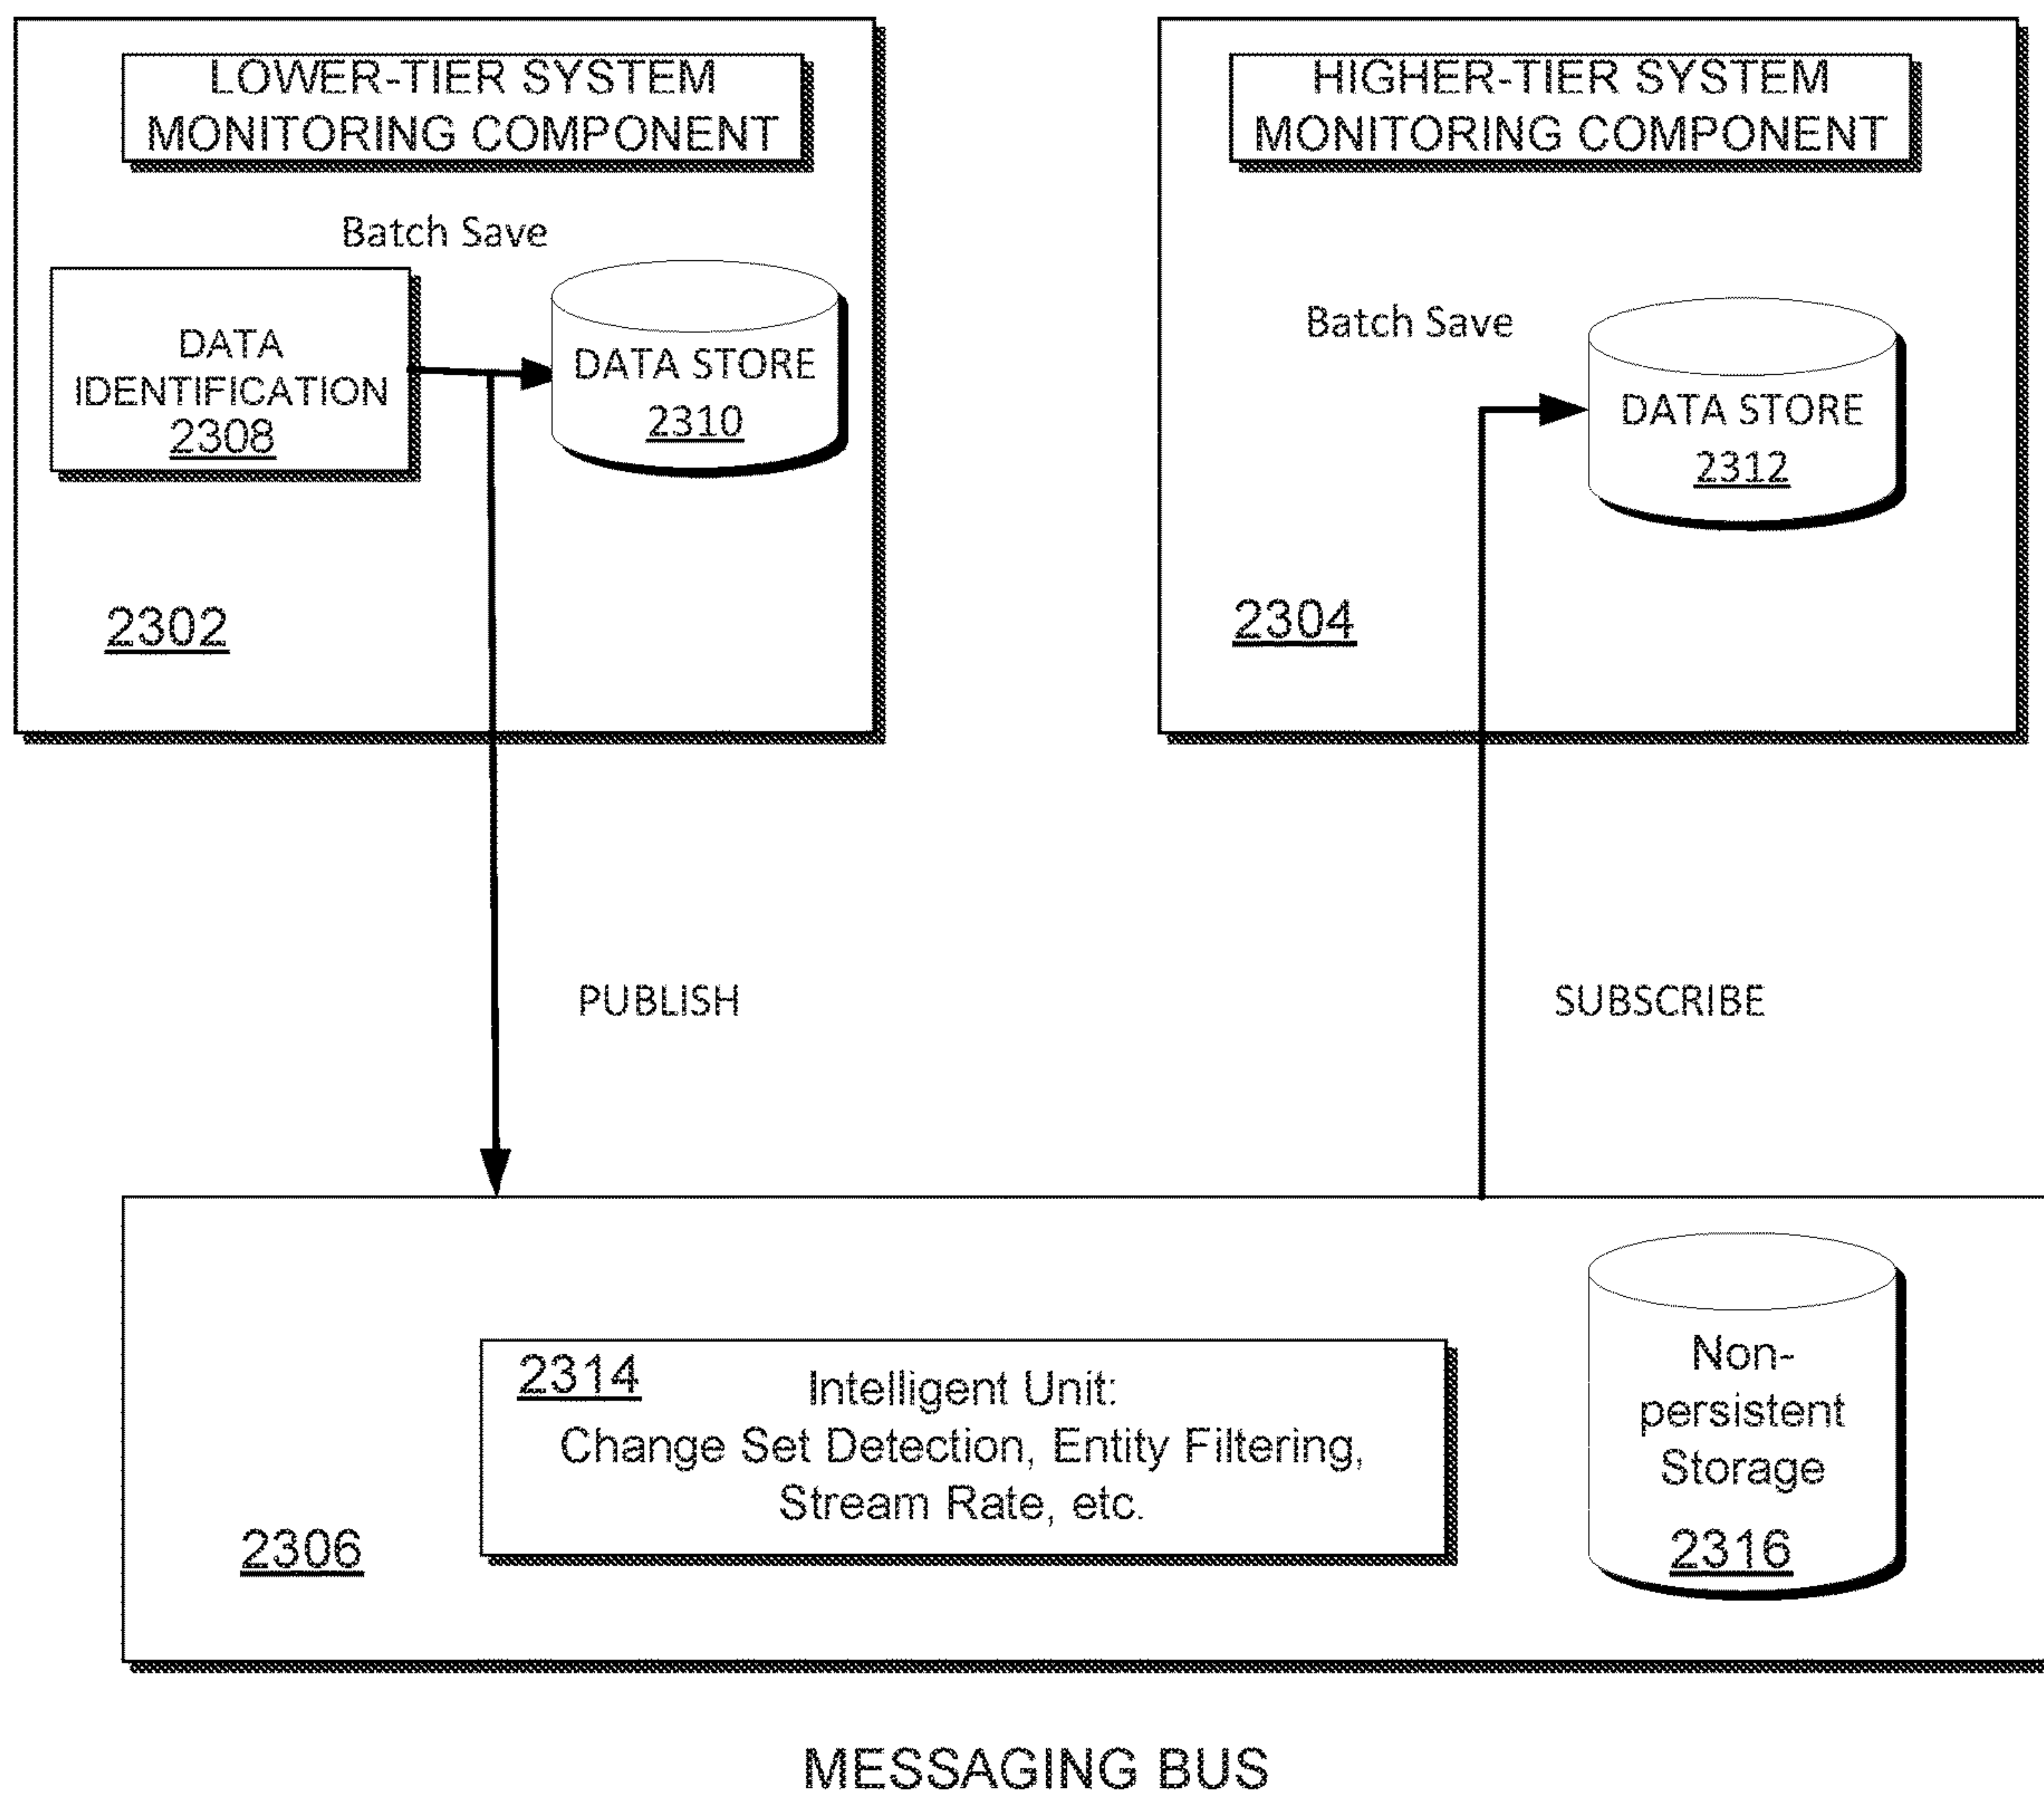 LOWER-TIER SYSTEM
MONITORING COMPONENT
Batch Save
DATA
IDENTIFICATION
2308
DATA STORE
2310
2302
HIGHER-TIER SYSTEM
MONITORING COMPONENT
Batch Save
DATA STORE
2312
2304
PUBLISH
SUBSCRIBE
2314
Intelligent Unit:
Change Set Detection, Entity Filtering,
Stream Rate, etc.
2306
Non-
persistent
Storage
2316
MESSAGING BUS